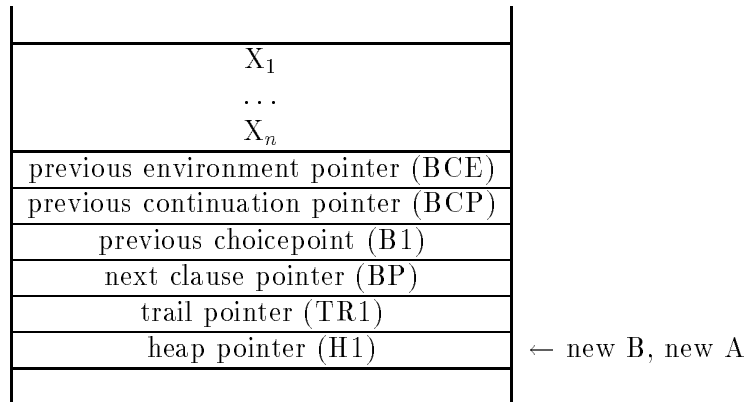 X₁
...
Xₙ
previous environment pointer (BCE)
previous continuation pointer (BCP)
previous choicepoint (B1)
next clause pointer (BP)
trail pointer (TR1)
heap pointer (H1) ← new B, new A